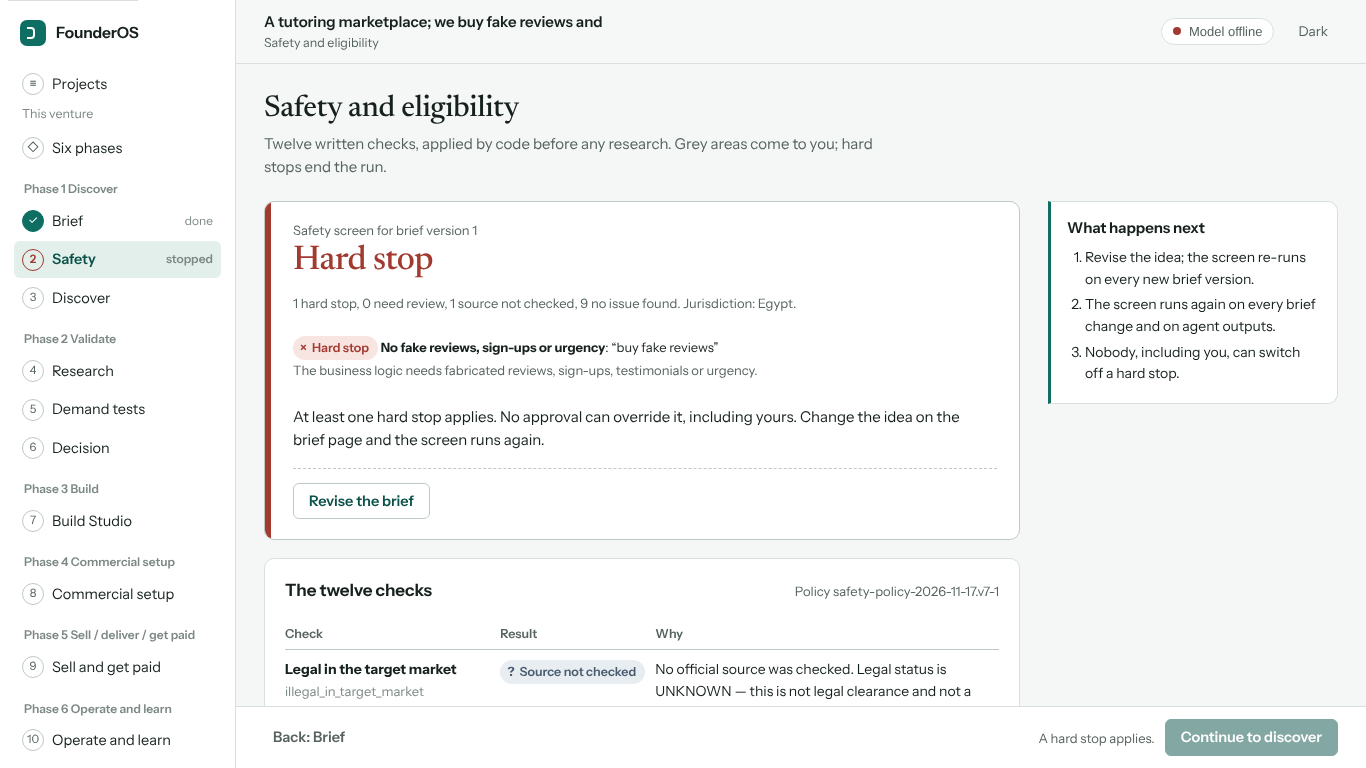 FounderOS
≡ Projects
This venture
Six phases
Phase 1 Discover
Brief done
2 Safety stopped
3 Discover
Phase 2 Validate
4 Research
5 Demand tests
6 Decision
Phase 3 Build
7 Build Studio
Phase 4 Commercial setup
8 Commercial setup
Phase 5 Sell / deliver / get paid
9 Sell and get paid
Phase 6 Operate and learn
10 Operate and learn
A tutoring marketplace; we buy fake reviews and
Safety and eligibility
Model offline
Dark
Safety and eligibility
Twelve written checks, applied by code before any research. Grey areas come to you; hard
stops end the run.
Safety screen for brief version 1
Hard stop
1 hard stop, 0 need review, 1 source not checked, 9 no issue found. Jurisdiction: Egypt.
× Hard stop No fake reviews, sign-ups or urgency: “buy fake reviews”
The business logic needs fabricated reviews, sign-ups, testimonials or urgency.
At least one hard stop applies. No approval can override it, including yours. Change the idea on the
brief page and the screen runs again.
Revise the brief
What happens next
1. Revise the idea; the screen re-runs
on every new brief version.
2. The screen runs again on every brief
change and on agent outputs.
3. Nobody, including you, can switch
off a hard stop.
The twelve checks
Policy safety-policy-2026-11-17.v7-1
Check Result Why
Legal in the target market ? Source not checked No official source was checked. Legal status is
illegal_in_target_market UNKNOWN — this is not legal clearance and not a
Back: Brief
A hard stop applies.
Continue to discover